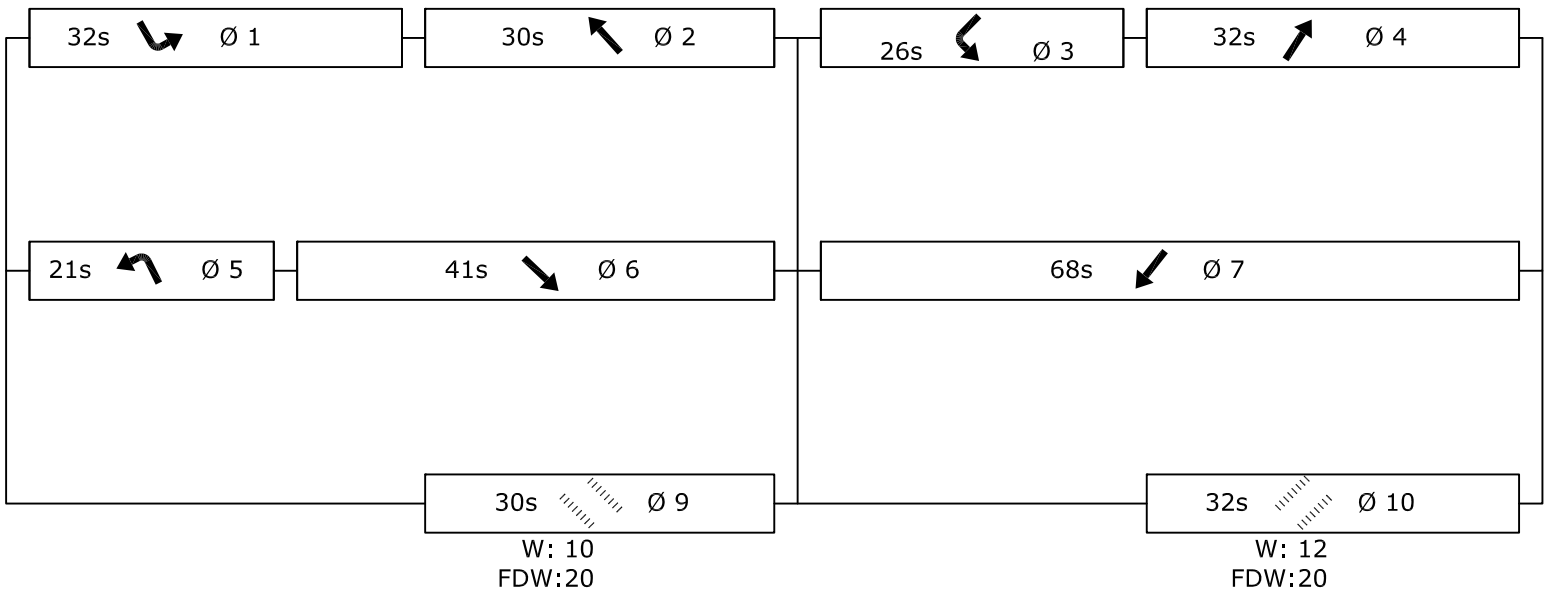 32s Ø 1
30s Ø 2
26s Ø 3
32s Ø 4
21s Ø 5
41s Ø 6
68s Ø 7
30s Ø 9
32s Ø 10
W: 10
FDW:20
W: 12
FDW:20